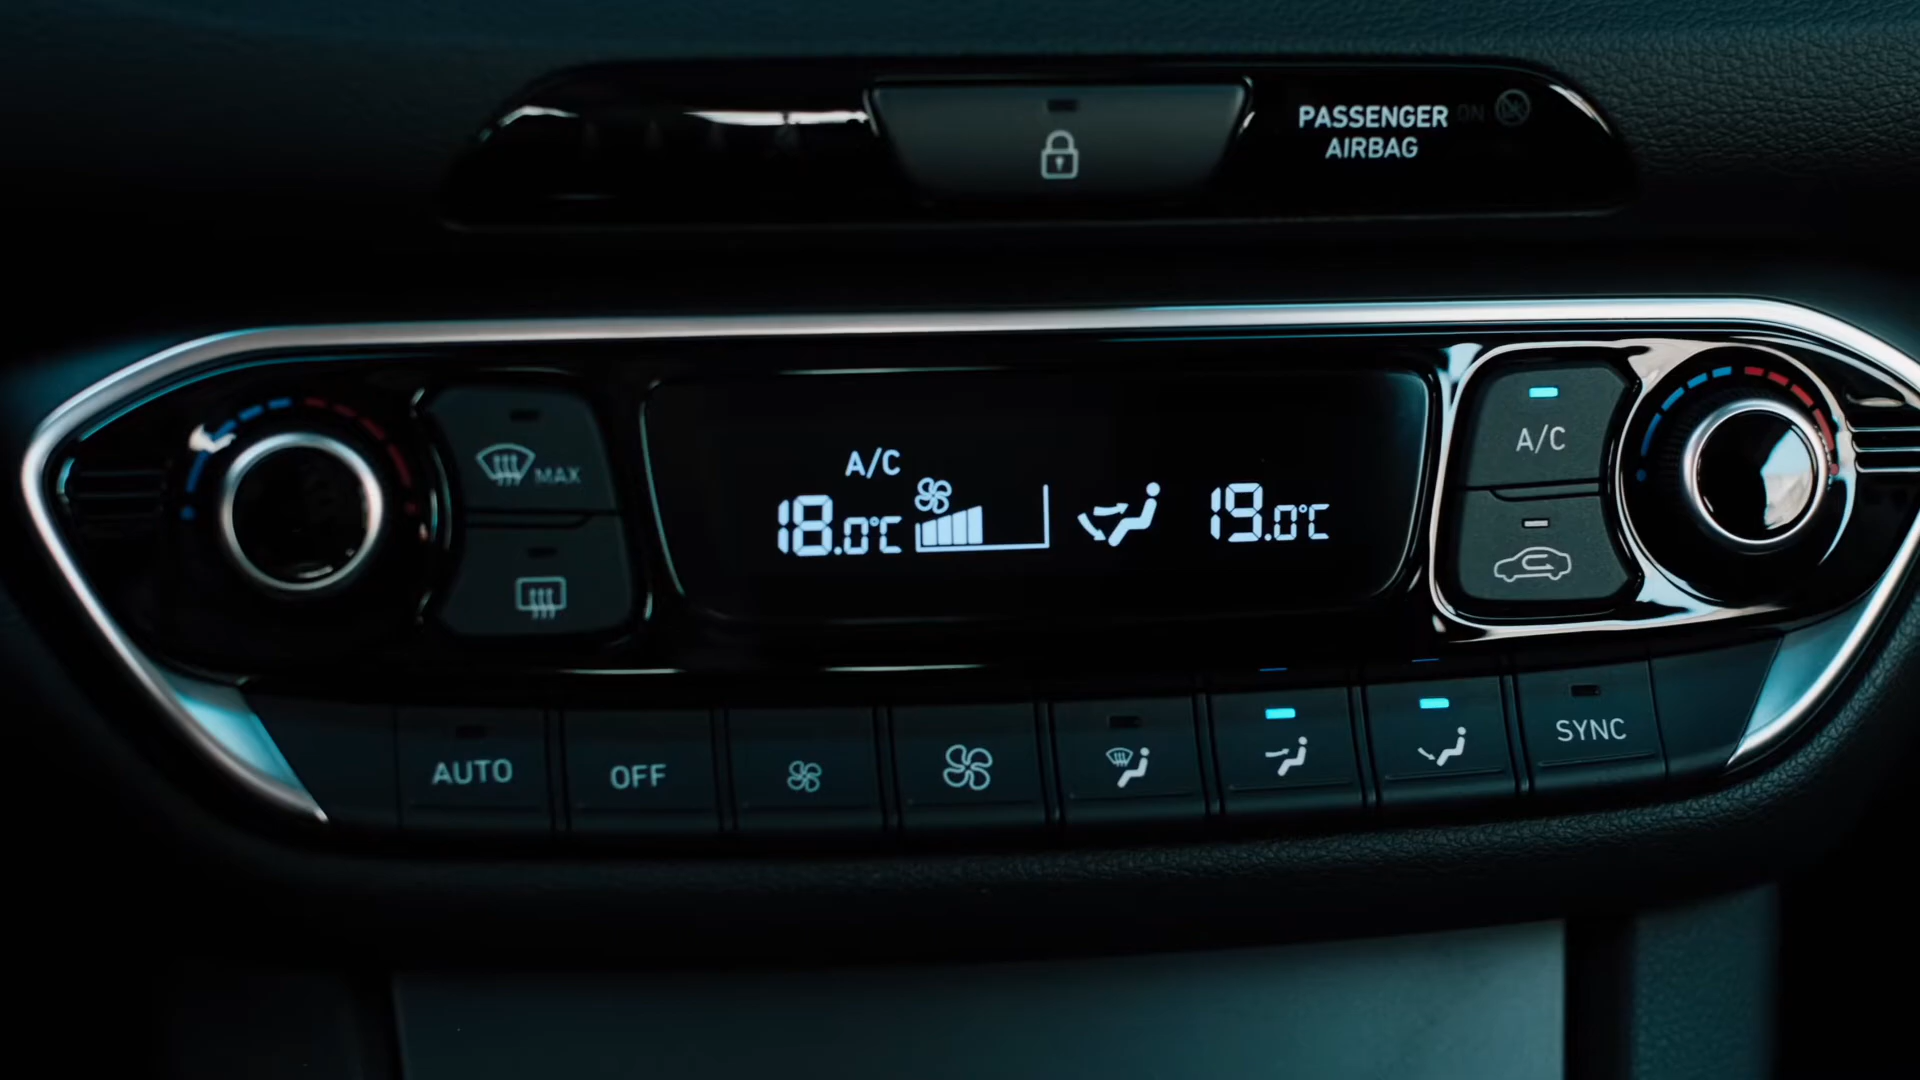 PASSENGER ON
AIRBAG
MAX
A/C
18.0°C
19.0°C
A/C
AUTO
OFF
SYNC